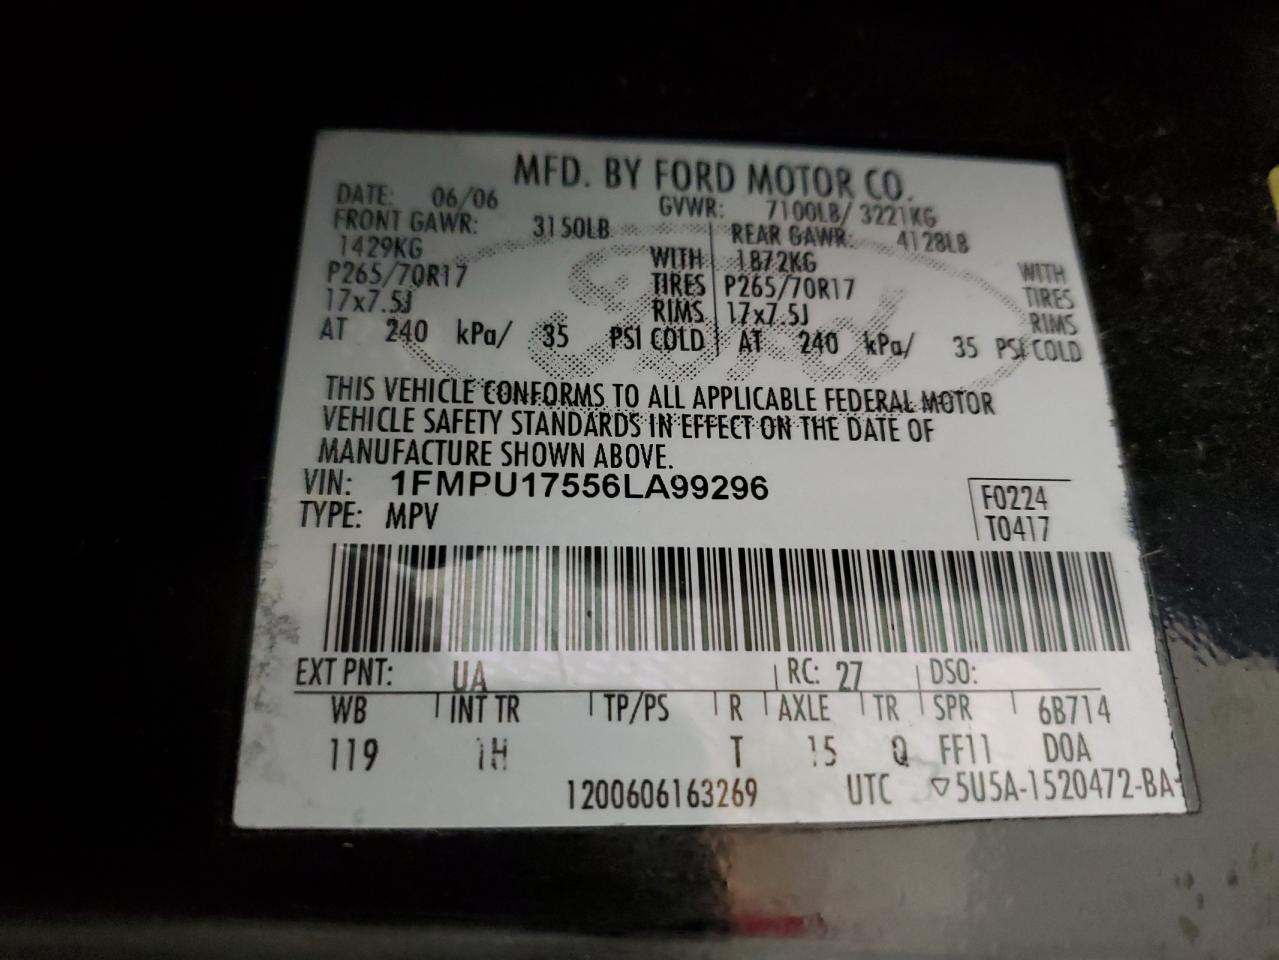 MFD. BY FORD MOTOR CO.
DATE: 06/06 GVWR: 7100LB/ 3221KG
FRONT GAWR: 3150LB REAR GAWR: 4128LB
1429KG WITH 1872KG WITH
P265/70R17 TIRES P265/70R17 TIRES
17x7.5J RIMS 17x7.5J RIMS
AT 240 kPa/ 35 PSI COLD AT 240 kPa/ 35 PSI COLD
Ford
THIS VEHICLE CONFORMS TO ALL APPLICABLE FEDERAL MOTOR
VEHICLE SAFETY STANDARDS IN EFFECT ON THE DATE OF
MANUFACTURE SHOWN ABOVE.
VIN: 1FMPU17556LA99296
F0224
TYPE: MPV T0417
EXT PNT: UA RC: 27 DSO:
WB INT TR TP/PS R AXLE TR SPR 6B714
119 1H T 15 Q FF11 DOA
1200606163269 UTC ▽5U5A-1520472-BA